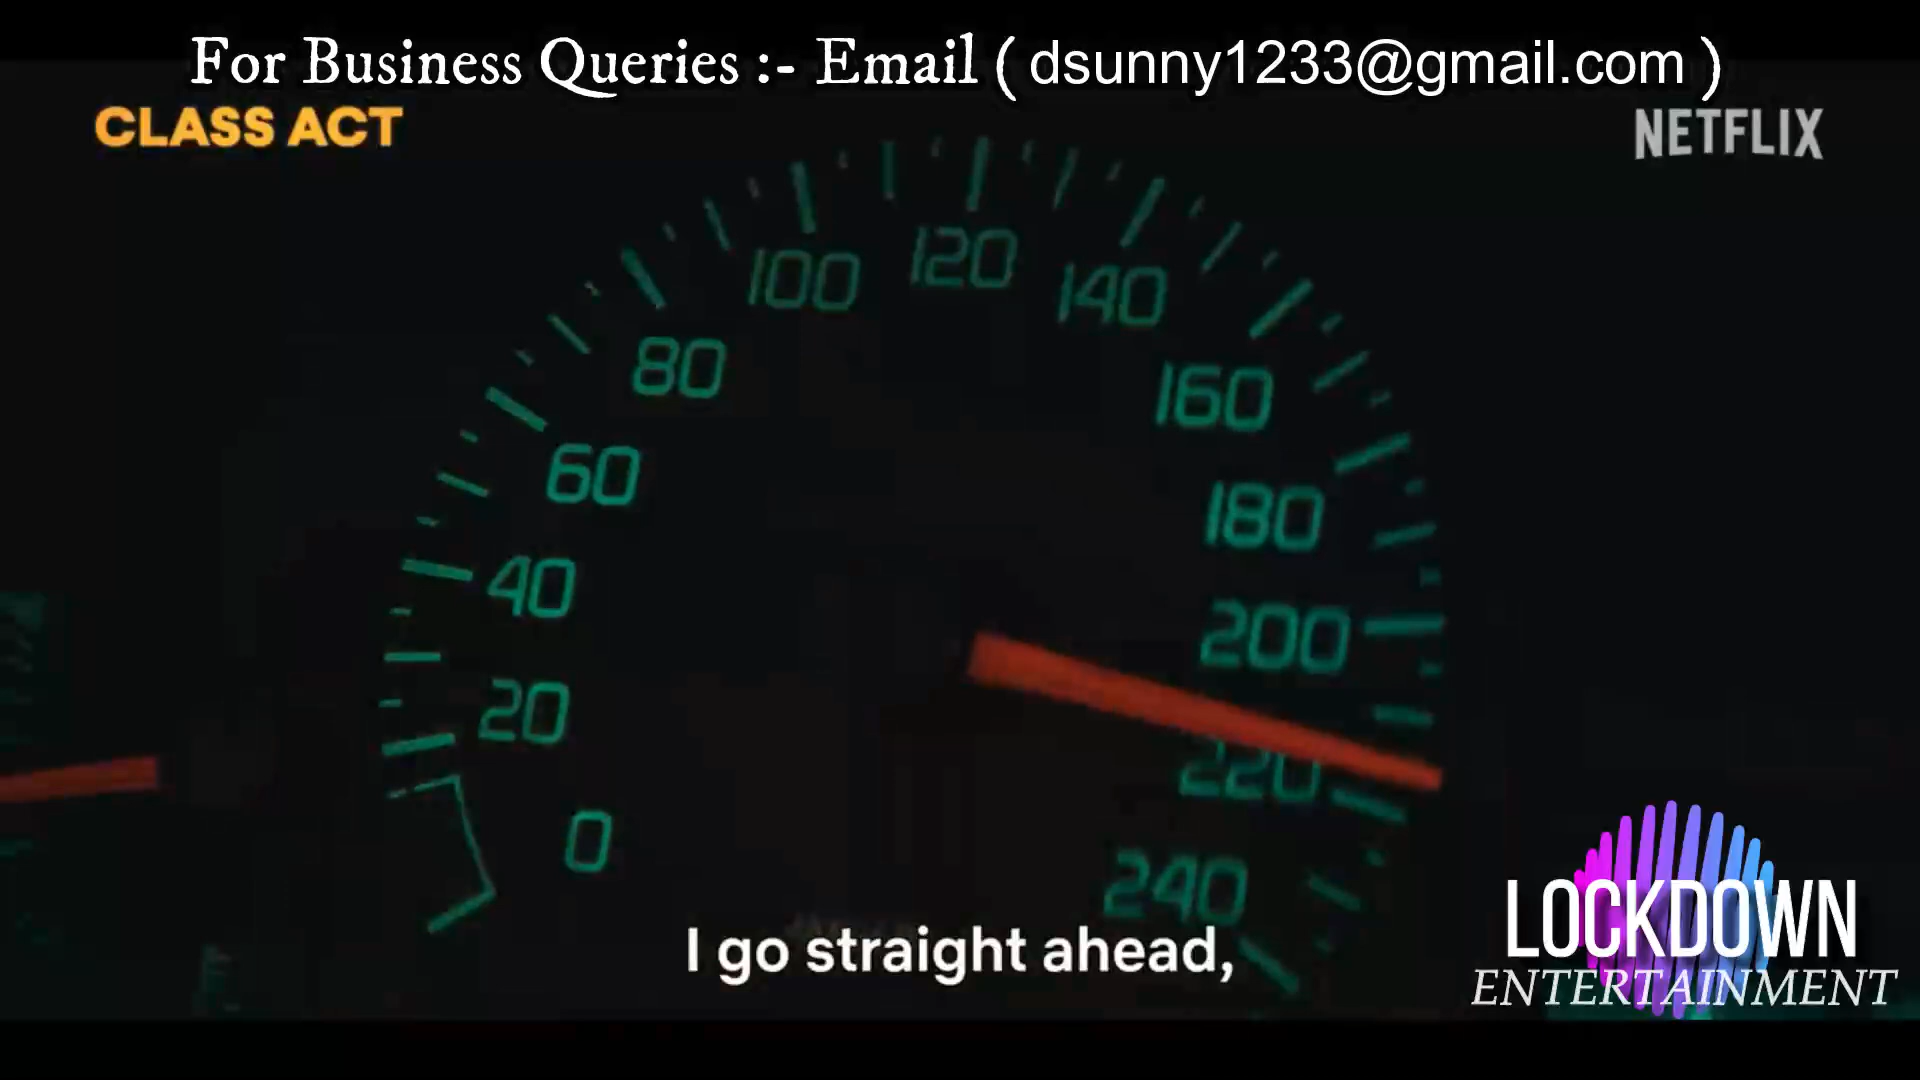 For Business Queries :- Email ( dsunny1233@gmail.com )
CLASS ACT
NETFLIX
100
120
140
80
160
60
180
40
200
20
220
0
240
I go straight ahead,
LOCKDOWN
ENTERTAINMENT